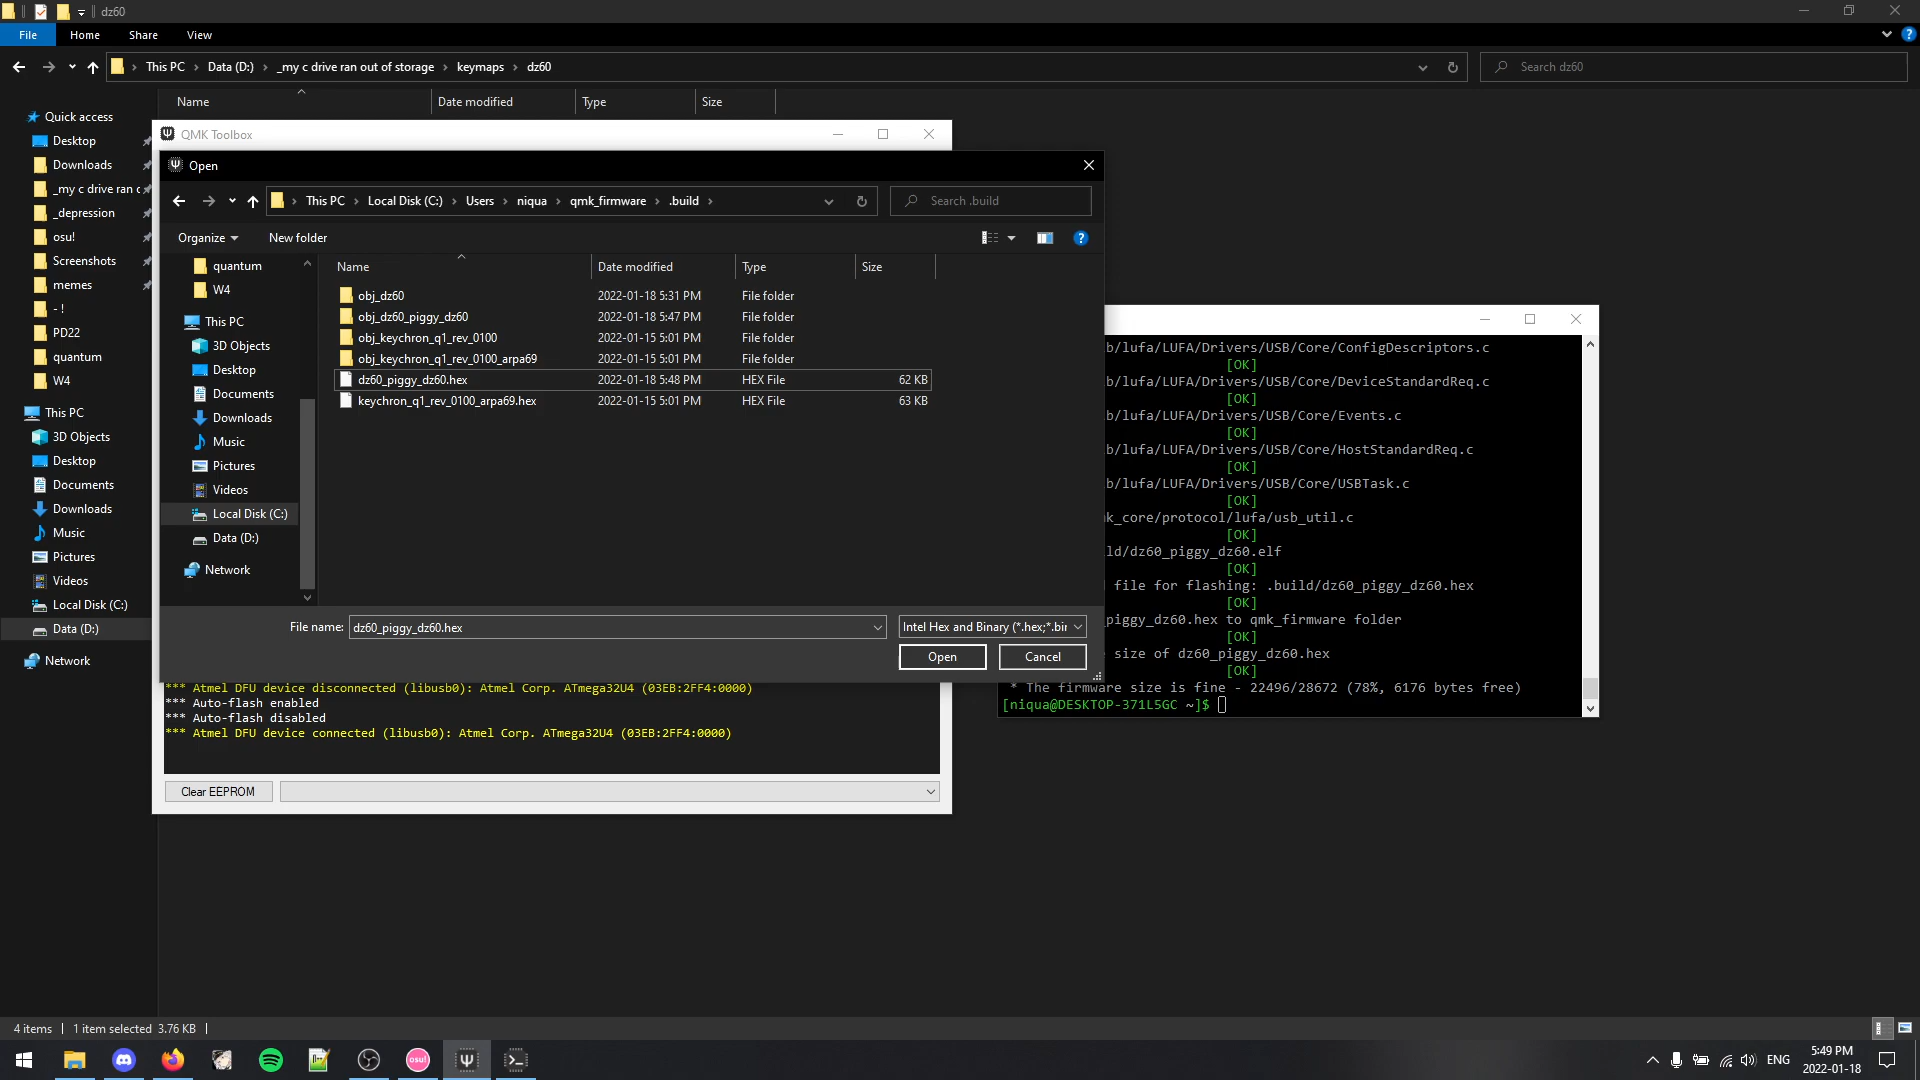 dz60
File
Home
Share
View
This PC
Data (D:)
_my c drive ran out of storage
keymaps
dz60
Search dz60
Name
Date modified
Type
Size
Quick access
Desktop
Downloads
_my c drive ran c
_depression
osu!
Screenshots
memes
- !
PD22
quantum
W4
This PC
3D Objects
Desktop
Documents
Downloads
Music
Pictures
Videos
Local Disk (C:)
Data (D:)
Network
QMK Toolbox
Open
This PC
Local Disk (C:)
Users
niqua
qmk_firmware
.build
Search .build
Organize
New folder
quantum
W4
This PC
3D Objects
Desktop
Documents
Downloads
Music
Pictures
Videos
Local Disk (C:)
Data (D:)
Network
Name Date modified Type Size
obj_dz60 2022-01-18 5:31 PM File folder
obj_dz60_piggy_dz60 2022-01-18 5:47 PM File folder
obj_keychron_q1_rev_0100 2022-01-15 5:01 PM File folder
obj_keychron_q1_rev_0100_arpa69 2022-01-15 5:01 PM File folder
dz60_piggy_dz60.hex 2022-01-18 5:48 PM HEX File 62 KB
keychron_q1_rev_0100_arpa69.hex 2022-01-15 5:01 PM HEX File 63 KB
File name: dz60_piggy_dz60.hex
Intel Hex and Binary (*.hex;*.bir
Open
Cancel
*** Atmel DFU device disconnected (libusb0): Atmel Corp. ATmega32U4 (03EB:2FF4:0000)
*** Auto-flash enabled
*** Auto-flash disabled
*** Atmel DFU device connected (libusb0): Atmel Corp. ATmega32U4 (03EB:2FF4:0000)
Clear EEPROM
b/lufa/LUFA/Drivers/USB/Core/ConfigDescriptors.c
[OK]
b/lufa/LUFA/Drivers/USB/Core/DeviceStandardReq.c
[OK]
b/lufa/LUFA/Drivers/USB/Core/Events.c
[OK]
b/lufa/LUFA/Drivers/USB/Core/HostStandardReq.c
[OK]
b/lufa/LUFA/Drivers/USB/Core/USBTask.c
[OK]
k_core/protocol/lufa/usb_util.c
[OK]
ld/dz60_piggy_dz60.elf
[OK]
file for flashing: .build/dz60_piggy_dz60.hex
[OK]
piggy_dz60.hex to qmk_firmware folder
[OK]
size of dz60_piggy_dz60.hex
[OK]
* The firmware size is fine - 22496/28672 (78%, 6176 bytes free)
[niqua@DESKTOP-371L5GC ~]$
4 items
1 item selected 3.76 KB
osu!
ENG
5:49 PM
2022-01-18